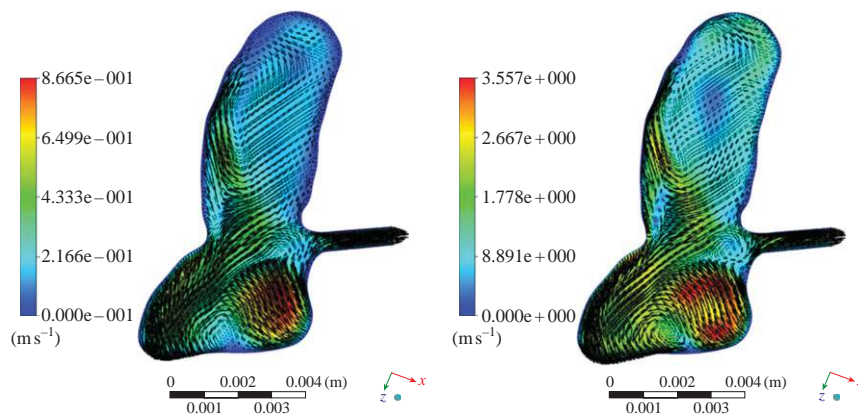 8.665e−001
6.499e−001
4.333e−001
2.166e−001
0.000e−001
(m s⁻¹)
0 0.002 0.004 (m)
0.001 0.003
x
z
3.557e+000
2.667e+000
1.778e+000
8.891e+000
0.000e+000
(m s⁻¹)
0 0.002 0.004 (m)
0.001 0.003
x
z